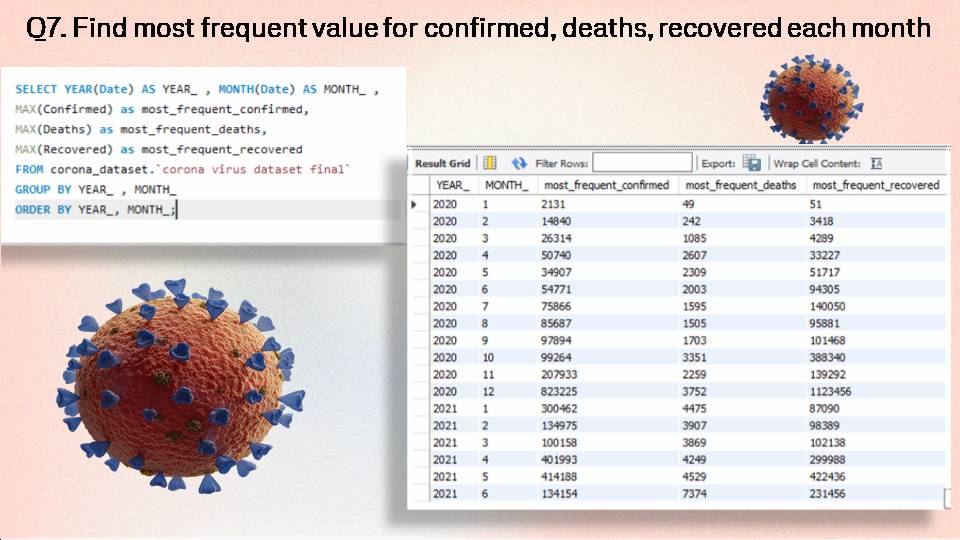 Q7. Find most frequent value for confirmed, deaths, recovered each month
SELECT YEAR(Date) AS YEAR_ , MONTH(Date) AS MONTH_ ,
MAX(Confirmed) as most_frequent_confirmed,
MAX(Deaths) as most_frequent_deaths,
MAX(Recovered) as most_frequent_recovered
FROM corona_dataset.`corona virus dataset final`
GROUP BY YEAR_ , MONTH_
ORDER BY YEAR_, MONTH_;
Result Grid Filter Rows: Export: Wrap Cell Content: IA
YEAR_ MONTH_ most_frequent_confirmed most_frequent_deaths most_frequent_recovered
2020 1 2131 49 51
2020 2 14840 242 3418
2020 3 26314 1085 4289
2020 4 50740 2607 33227
2020 5 34907 2309 51717
2020 6 54771 2003 94305
2020 7 75866 1595 140050
2020 8 85687 1505 95881
2020 9 97894 1703 101468
2020 10 99264 3351 388340
2020 11 207933 2259 139292
2020 12 823225 3752 1123456
2021 1 300462 4475 87090
2021 2 134975 3907 98389
2021 3 100158 3869 102138
2021 4 401993 4249 299988
2021 5 414188 4529 422436
2021 6 134154 7374 231456